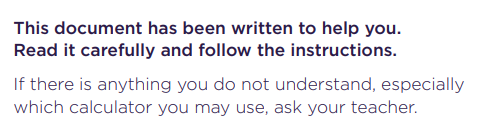 This document has been written to help you.
Read it carefully and follow the instructions.
If there is anything you do not understand, especially
which calculator you may use, ask your teacher.